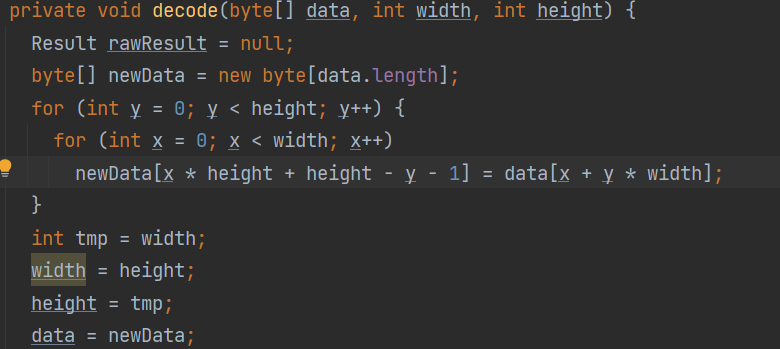 private void decode(byte[] data, int width, int height) {
Result rawResult = null;
byte[] newData = new byte[data.length];
for (int y = 0; y < height; y++) {
for (int x = 0; x < width; x++)
newData[x * height + height - y - 1] = data[x + y * width];
}
int tmp = width;
width = height;
height = tmp;
data = newData;